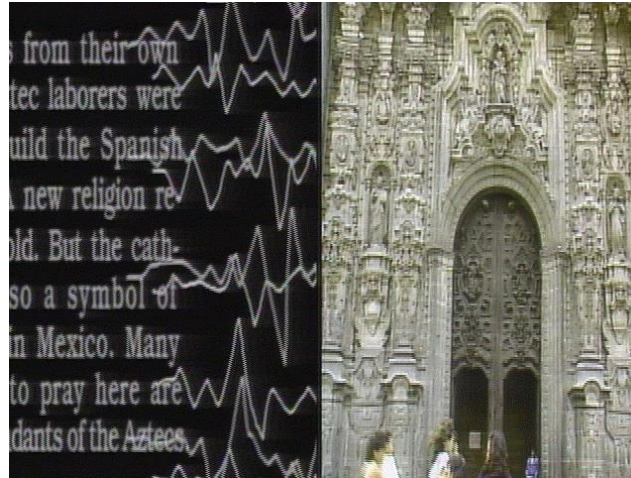 s from their own
tec laborers were
uild the Spanish
A new religion re-
old. But the cath-
so a symbol of
in Mexico. Many
to pray here are
dants of the Aztecs